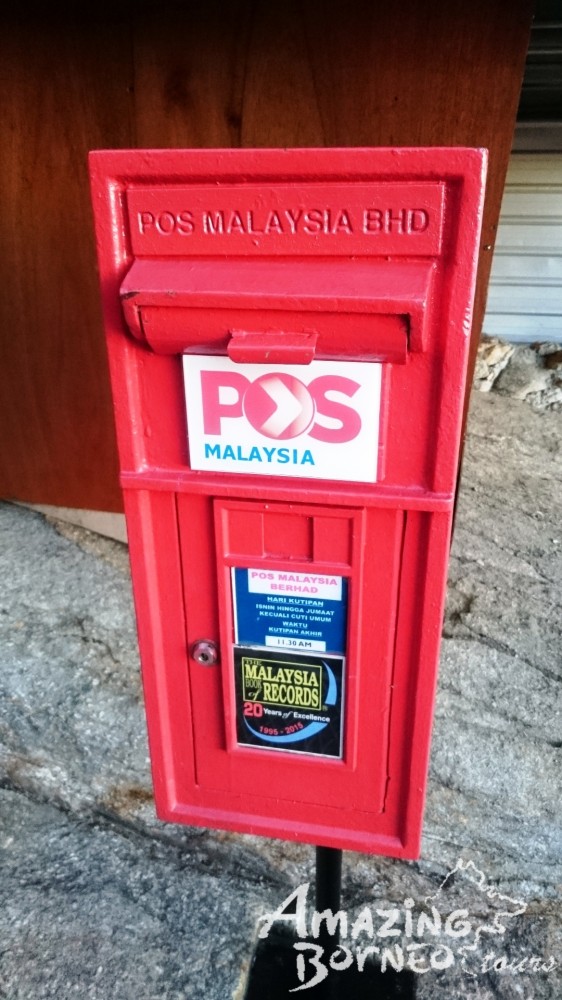 POS MALAYSIA BHD
POS
MALAYSIA
POS MALAYSIA
BERHAD
HARI KUTIPAN
ISNIN HINGGA JUMAAT
KECUALI CUTI UMUM
WAKTU
KUTIPAN AKHIR
11.30 AM
THE
MALAYSIA
BOOK
of RECORDS
20 Years of Excellence
1995 - 2015
AMAZING
BORNEO tours